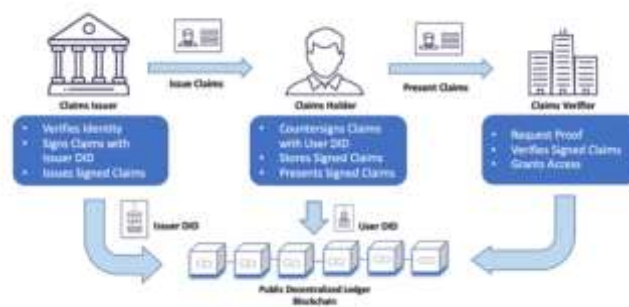 Issue Claims
Present Claims
Claims Issuer
Claims Holder
Claims Verifier
Verifies Identity
Signs Claims with
Issuer DID
Issues Signed Claims
Countersigns Claims
with User DID
Stores Signed Claims
Presents Signed Claims
Request Proof
Verifies Signed Claims
Grants Access
Issuer DID
User DID
Public Decentralized Ledger
Blockchain